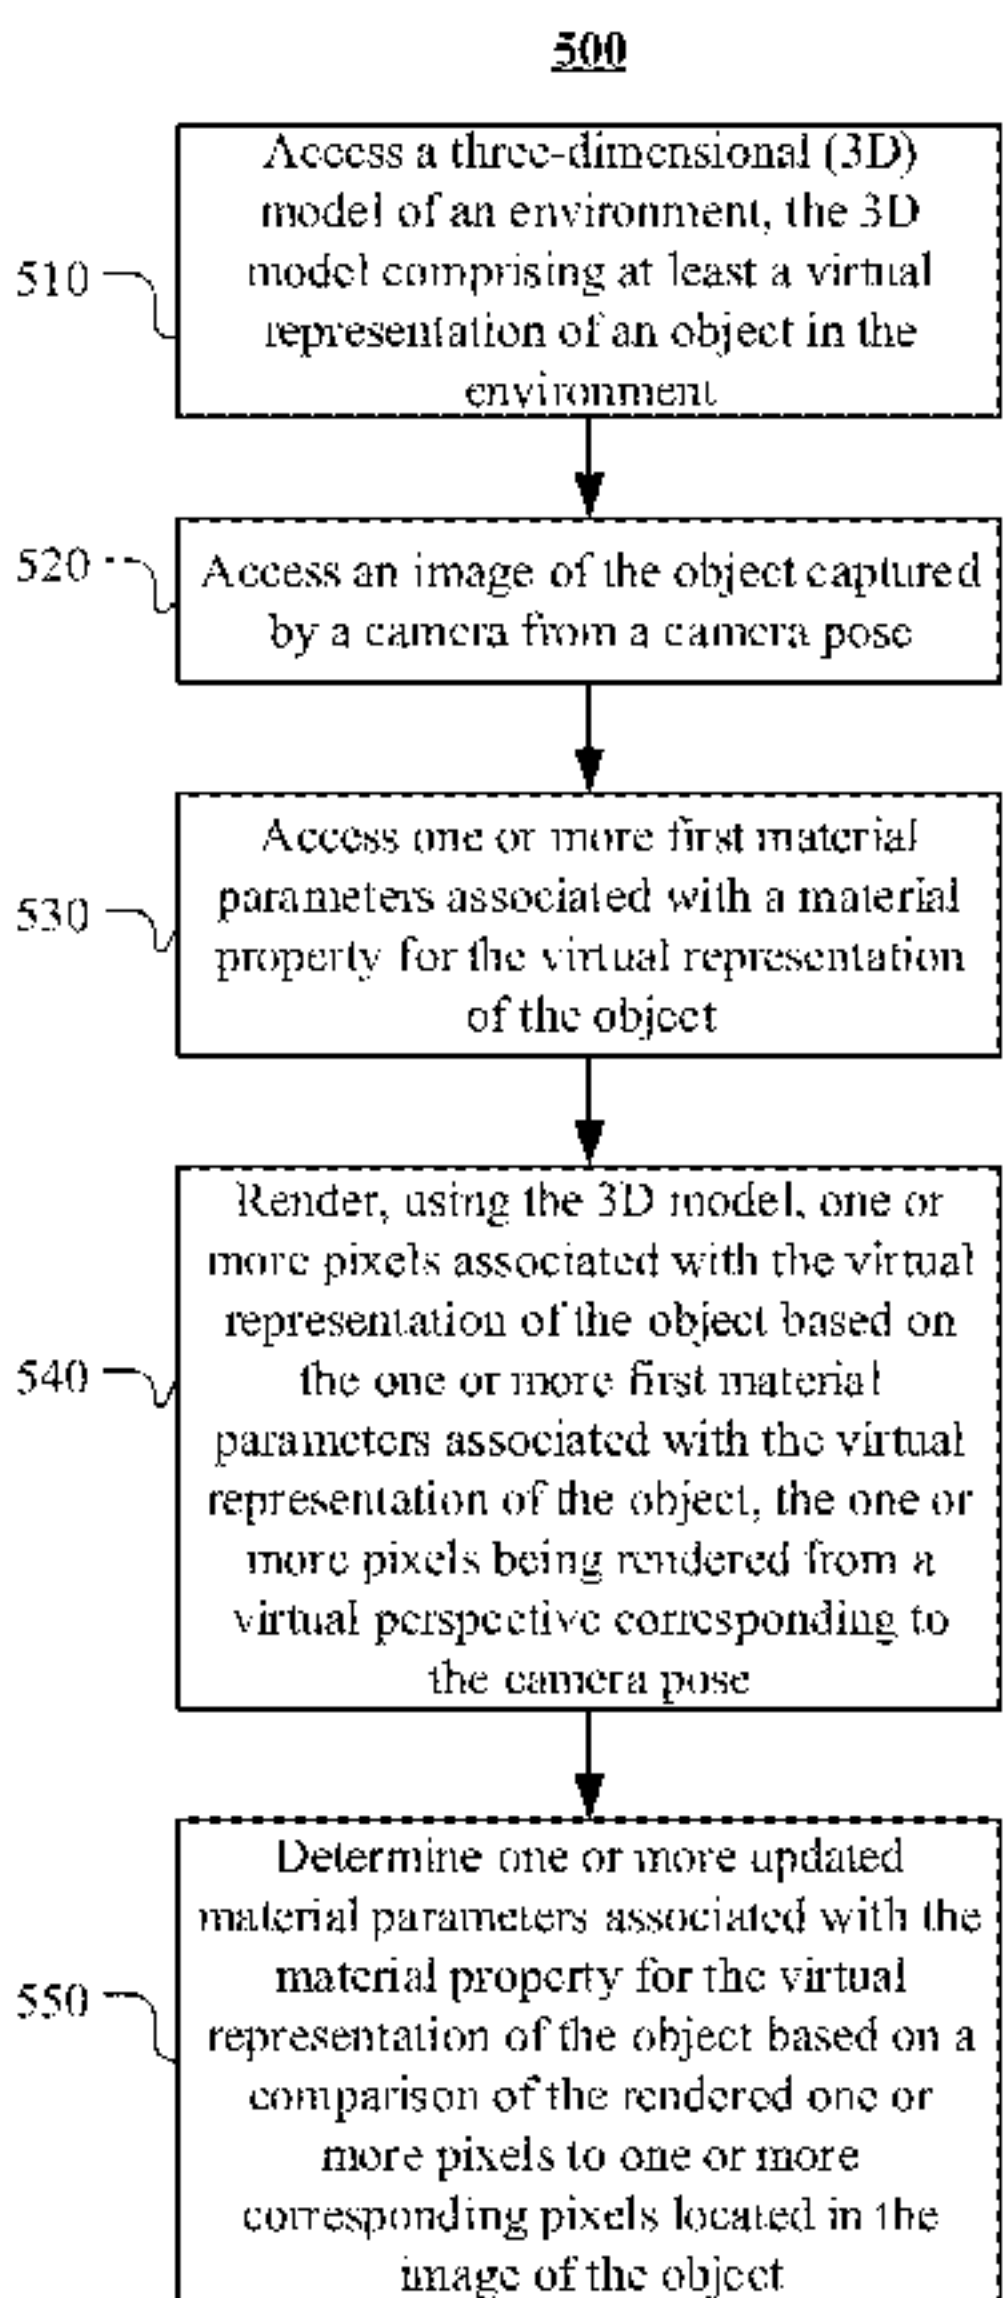 500
Access a three-dimensional (3D)
model of an environment, the 3D
model comprising at least a virtual
representation of an object in the
environment
510
Access an image of the object captured
by a camera from a camera pose
520
Access one or more first material
parameters associated with a material
property for the virtual representation
of the object
530
Render, using the 3D model, one or
more pixels associated with the virtual
representation of the object based on
the one or more first material
parameters associated with the virtual
representation of the object, the one or
more pixels being rendered from a
virtual perspective corresponding to
the camera pose
540
Determine one or more updated
material parameters associated with the
material property for the virtual
representation of the object based on a
comparison of the rendered one or
more pixels to one or more
corresponding pixels located in the
image of the object
550